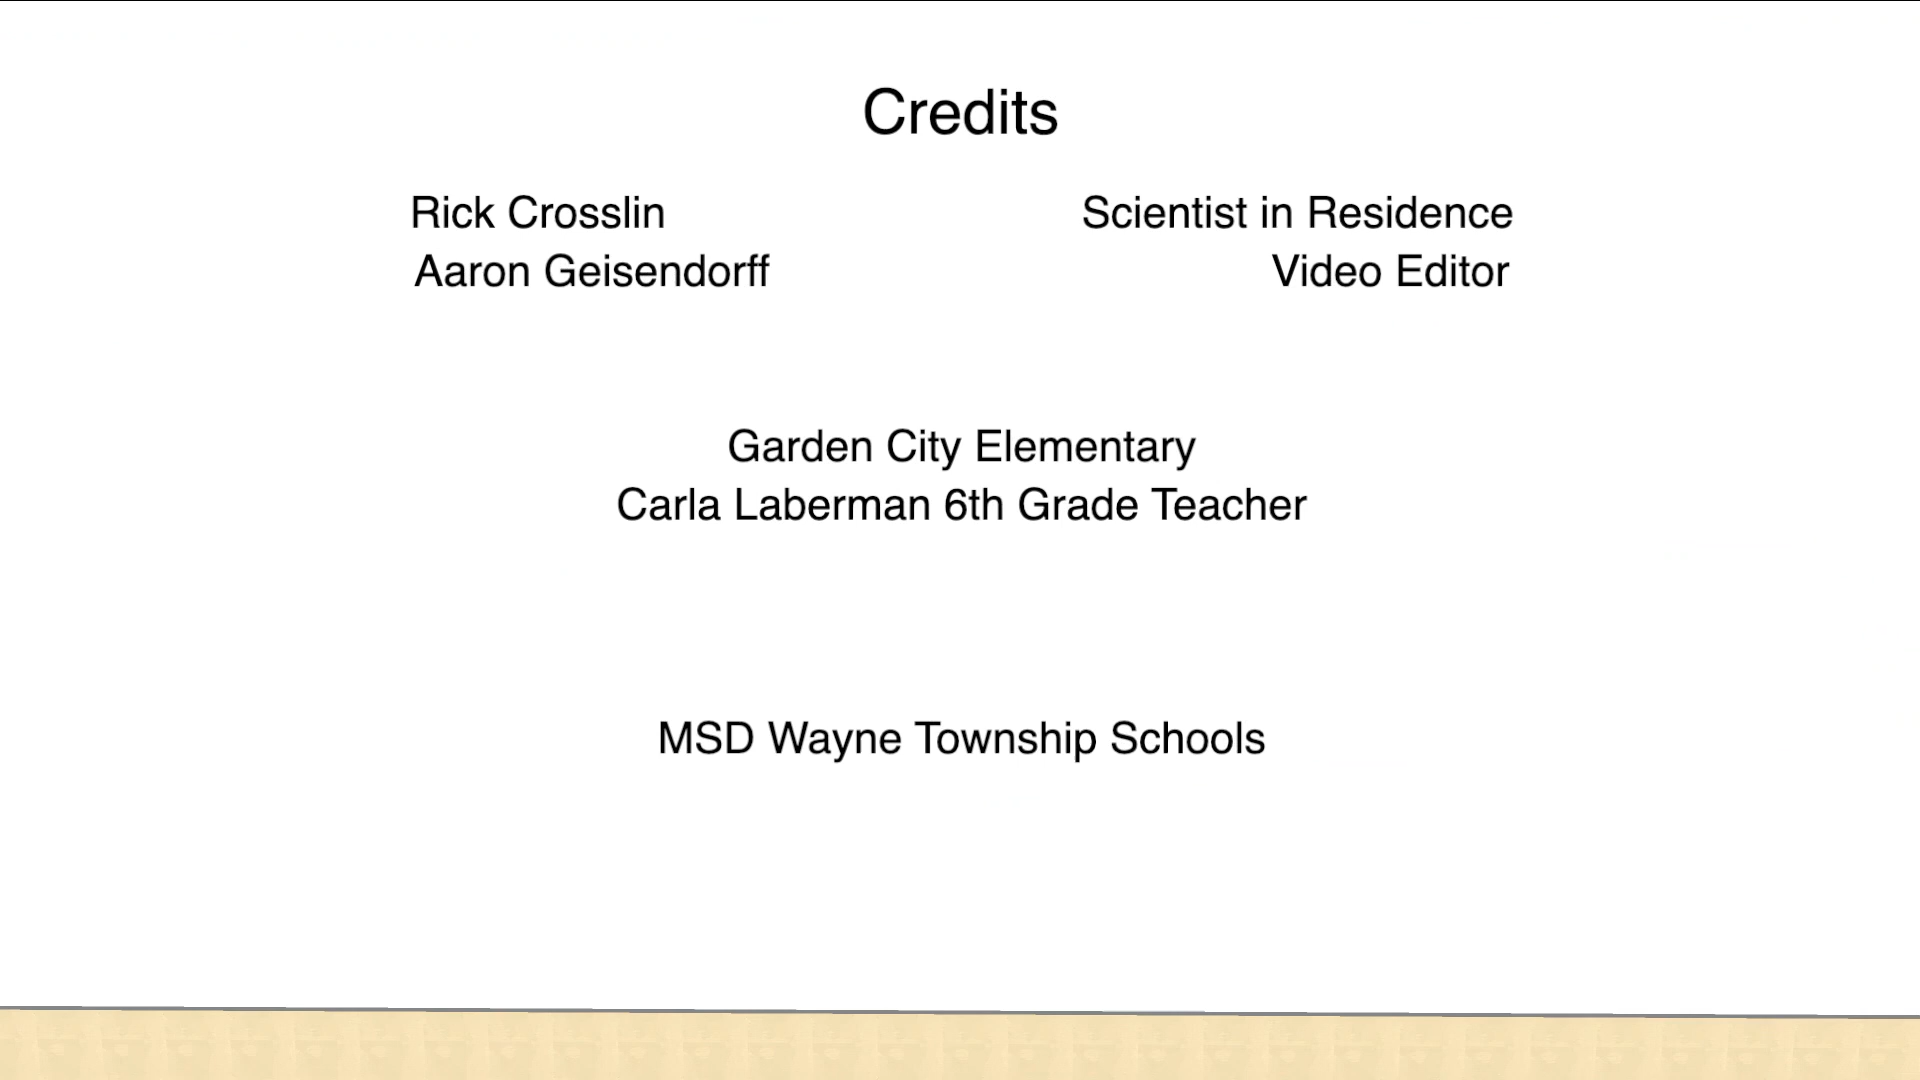 Credits
Rick Crosslin Scientist in Residence
Aaron Geisendorff Video Editor
Garden City Elementary
Carla Laberman 6th Grade Teacher
MSD Wayne Township Schools